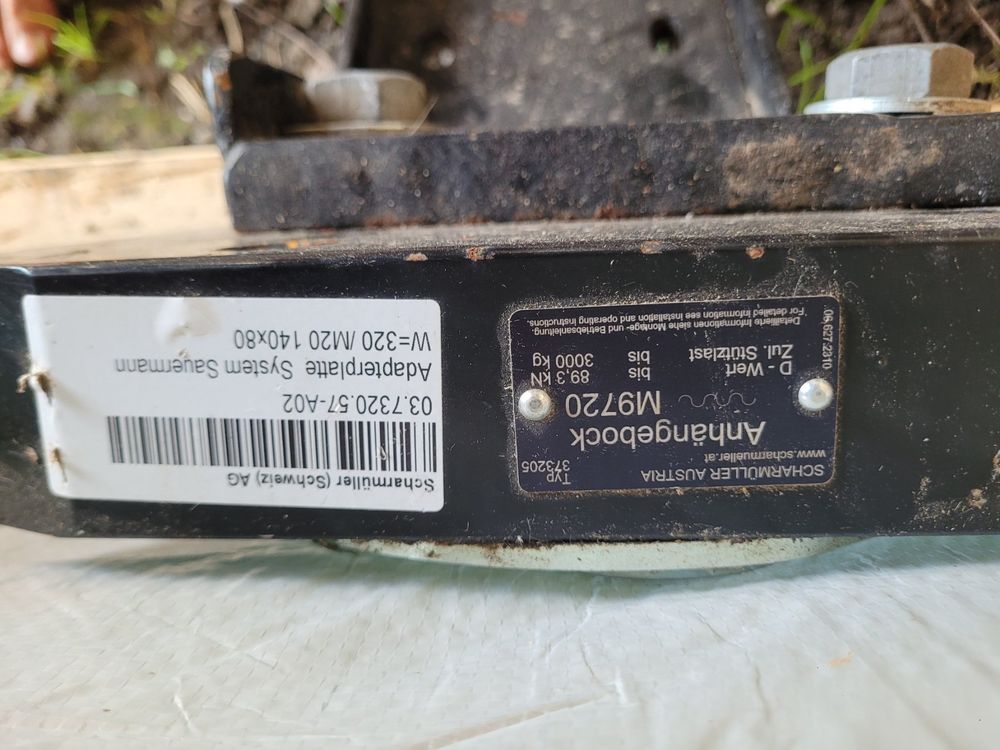 SCHARMÜLLER AUSTRIA
www.scharmueller.at
Typ
373205
Anhängebock
M9720
D - Wert bis 89,3 kN
Zul. Stützlast bis 3000 kg
Detaillierte Informationen siehe Montage- und Betriebsanleitung.
For detailed information see installation and operating instructions
06.627.2310
Scharmüller (Schweiz) AG
03.7320.57-A02
Adapterplatte System Sauermann
W=320 /M20 140x80